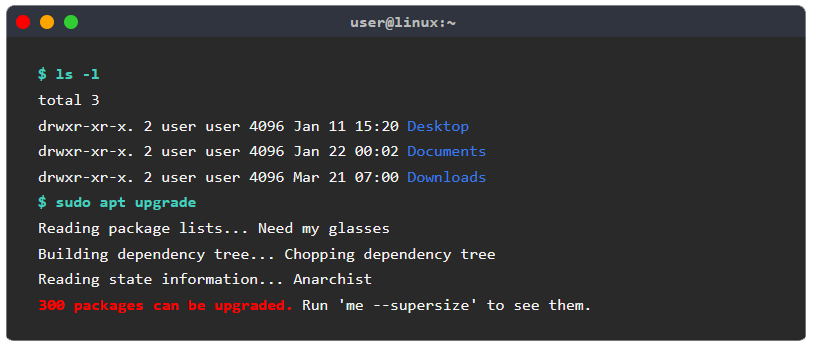 user@linux:~
$ ls -l
total 3
drwxr-xr-x. 2 user user 4096 Jan 11 15:20 Desktop
drwxr-xr-x. 2 user user 4096 Jan 22 00:02 Documents
drwxr-xr-x. 2 user user 4096 Mar 21 07:00 Downloads
$ sudo apt upgrade
Reading package lists... Need my glasses
Building dependency tree... Chopping dependency tree
Reading state information... Anarchist
300 packages can be upgraded. Run 'me --supersize' to see them.